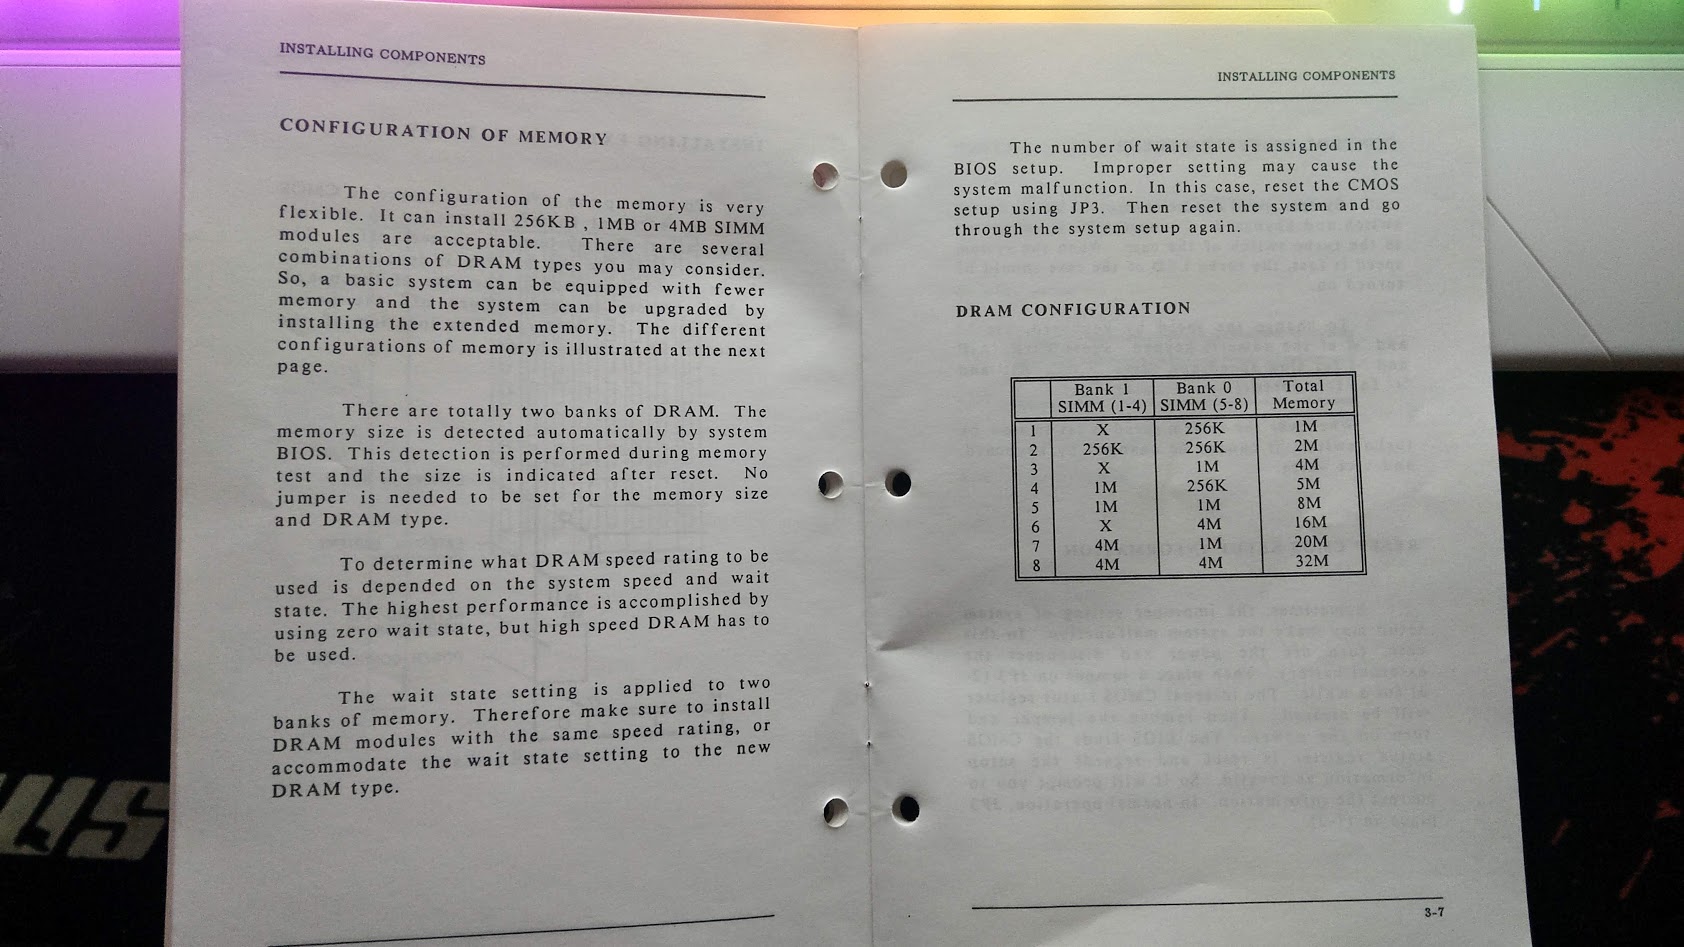 INSTALLING COMPONENTS
CONFIGURATION OF MEMORY
The configuration of the memory is very
flexible. It can install 256KB , 1MB or 4MB SIMM
modules are acceptable. There are several
combinations of DRAM types you may consider.
So, a basic system can be equipped with fewer
memory and the system can be upgraded by
installing the extended memory. The different
configurations of memory is illustrated at the next
page.
There are totally two banks of DRAM. The
memory size is detected automatically by system
BIOS. This detection is performed during memory
test and the size is indicated after reset. No
jumper is needed to be set for the memory size
and DRAM type.
To determine what DRAM speed rating to be
used is depended on the system speed and wait
state. The highest performance is accomplished by
using zero wait state, but high speed DRAM has to
be used.
The wait state setting is applied to two
banks of memory. Therefore make sure to install
DRAM modules with the same speed rating, or
accommodate the wait state setting to the new
DRAM type.
INSTALLING COMPONENTS
The number of wait state is assigned in the
BIOS setup. Improper setting may cause the
system malfunction. In this case, reset the CMOS
setup using JP3. Then reset the system and go
through the system setup again.
DRAM CONFIGURATION
Bank 1 Bank 0 Total
SIMM (1-4) SIMM (5-8) Memory
1 X 256K 1M
2 256K 256K 2M
3 X 1M 4M
4 1M 256K 5M
5 1M 1M 8M
6 X 4M 16M
7 4M 1M 20M
8 4M 4M 32M
3-7